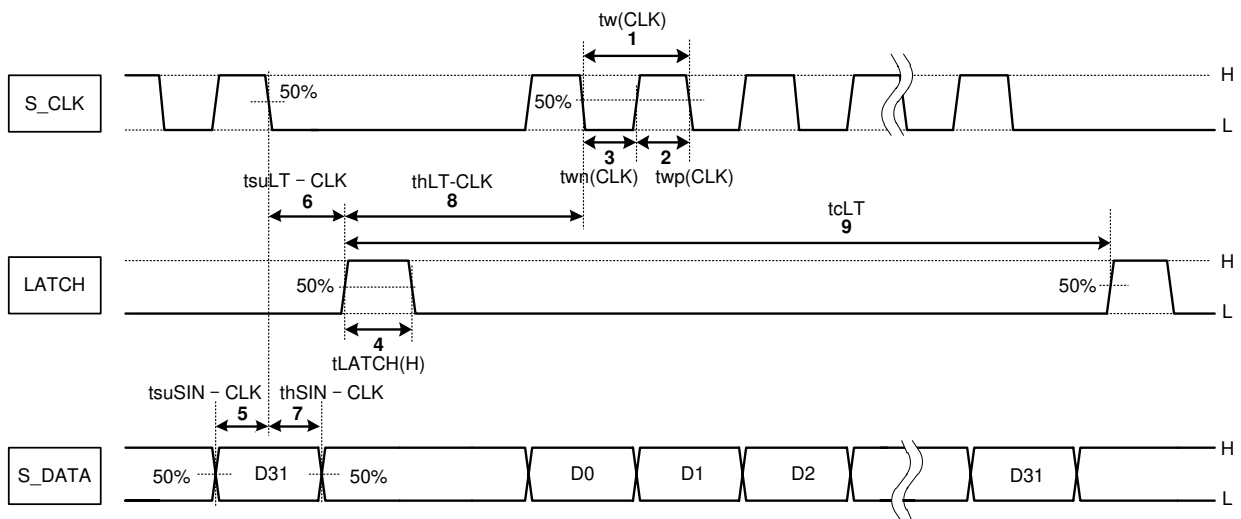 tw(CLK)
1
S_CLK
50%
50%
H
L
3
2
twn(CLK)
twp(CLK)
tsuLT – CLK
6
thLT-CLK
8
tcLT
9
LATCH
50%
50%
H
L
4
tLATCH(H)
tsuSIN – CLK
5
thSIN – CLK
7
S_DATA
50%
D31
50%
D0
D1
D2
D31
H
L